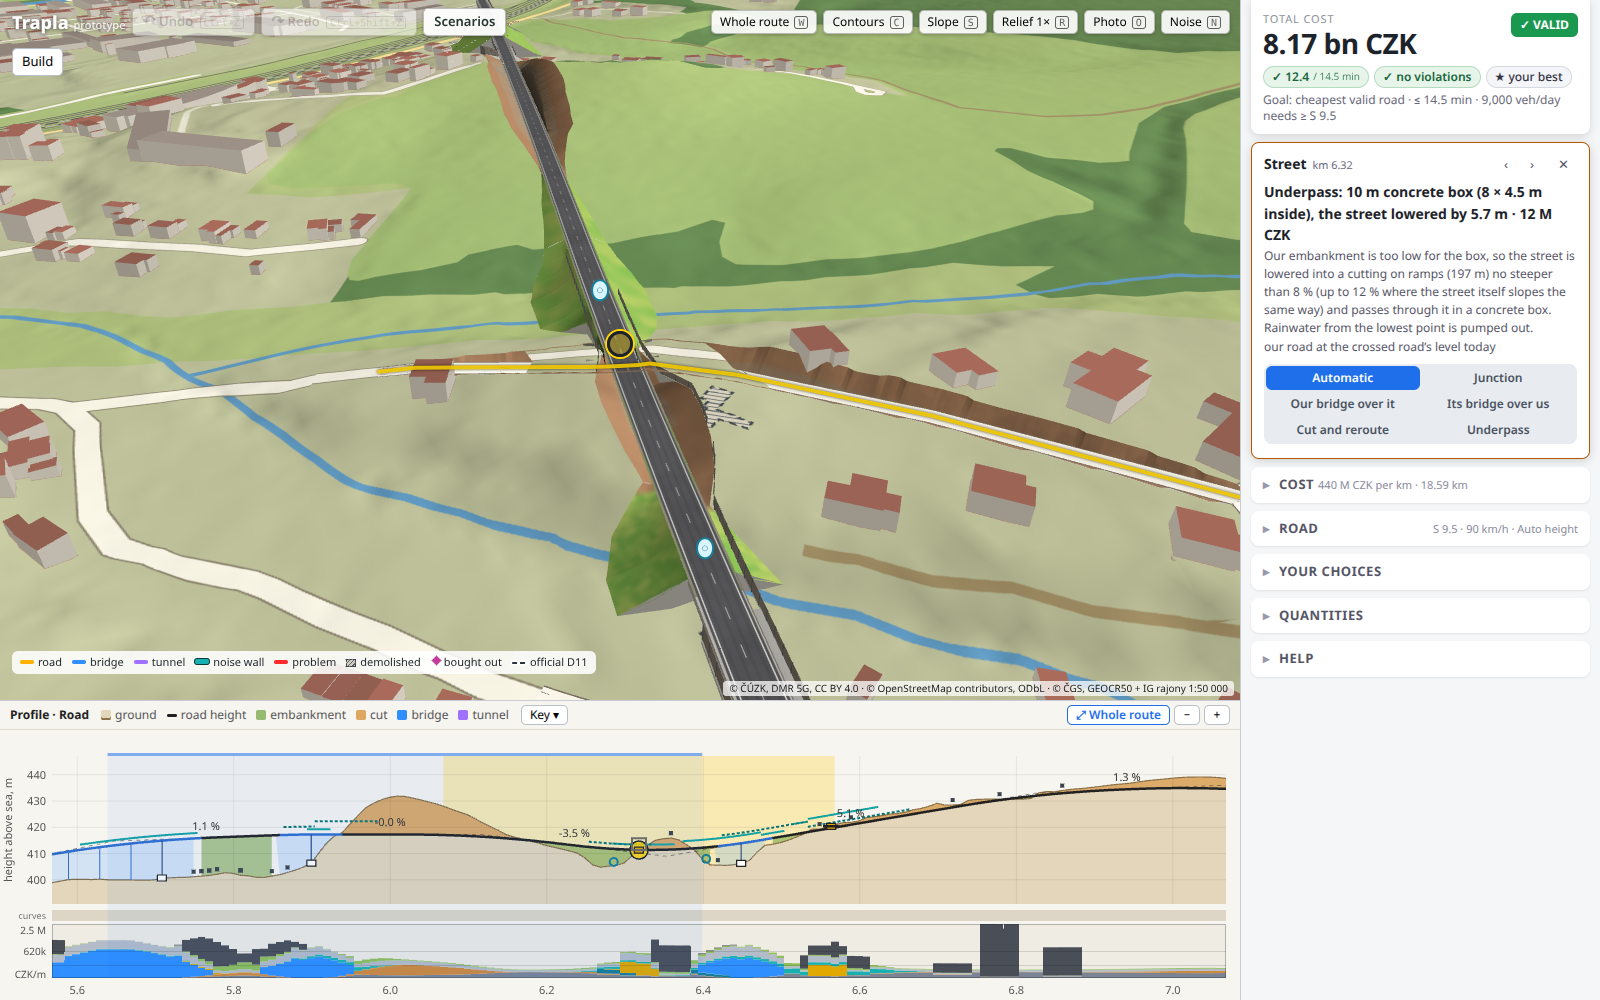 Trapla prototype
Undo Ctrl+Z
Redo Ctrl+Shift+Z
Scenarios
Whole route W
Contours C
Slope S
Relief 1× R
Photo O
Noise N
Build
road
bridge
tunnel
noise wall
problem
demolished
bought out
official D11
© ČÚZK, DMR 5G, CC BY 4.0 · © OpenStreetMap contributors, ODbL · © ČGS, GEOCR50 + IG rajony 1:50 000
TOTAL COST
8.17 bn CZK
✓ VALID
✓ 12.4 / 14.5 min
✓ no violations
★ your best
Goal: cheapest valid road · ≤ 14.5 min · 9,000 veh/day
needs ≥ S 9.5
Street km 6.32
‹ › ✕
Underpass: 10 m concrete box (8 × 4.5 m
inside), the street lowered by 5.7 m · 12 M
CZK
Our embankment is too low for the box, so the street is
lowered into a cutting on ramps (197 m) no steeper
than 8 % (up to 12 % where the street itself slopes the
same way) and passes through it in a concrete box.
Rainwater from the lowest point is pumped out.
our road at the crossed road's level today
Automatic
Junction
Our bridge over it
Its bridge over us
Cut and reroute
Underpass
▸ COST 440 M CZK per km · 18.59 km
▸ ROAD S 9.5 · 90 km/h · Auto height
▸ YOUR CHOICES
▸ QUANTITIES
▸ HELP
Profile · Road
ground
road height
embankment
cut
bridge
tunnel
Key ▾
⤢ Whole route
−
+
height above sea, m
440
430
420
410
400
1.1 %
-0.0 %
-3.5 %
5.1 %
1.3 %
curves
2.5 M
620k
CZK/m
5.6
5.8
6.0
6.2
6.4
6.6
6.8
7.0